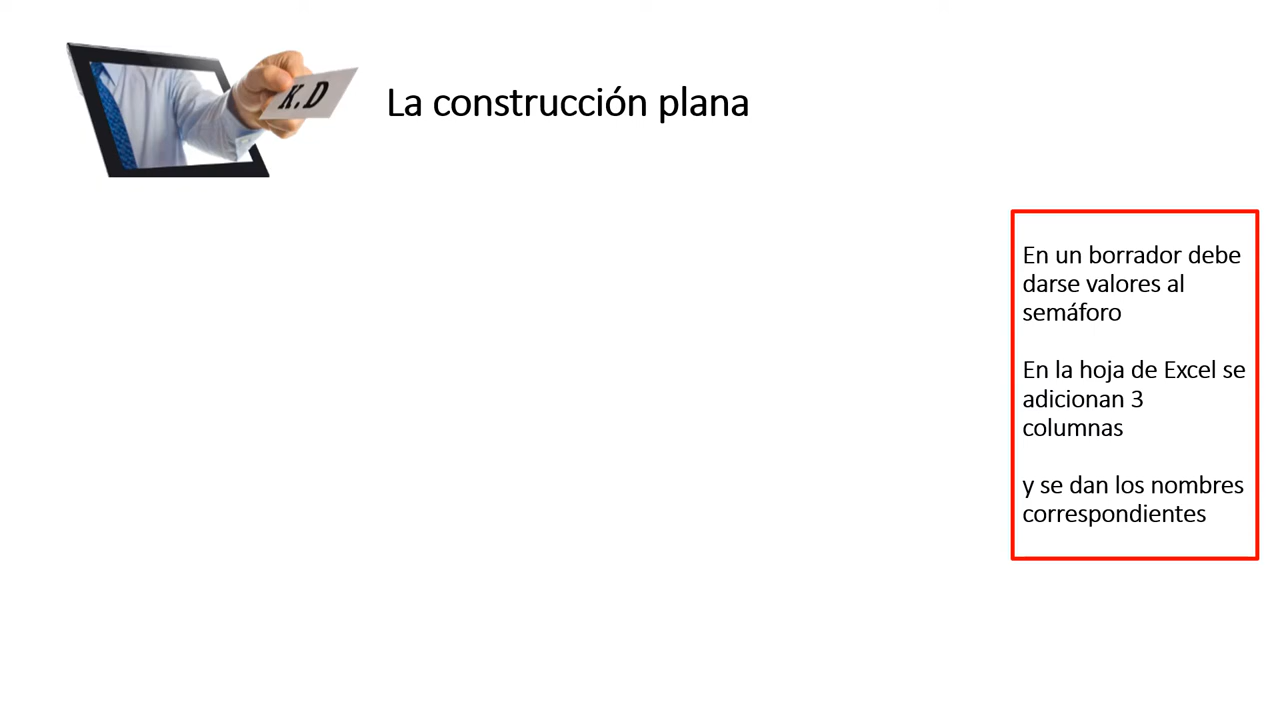 K.D
La construcción plana
En un borrador debe
darse valores al
semáforo
En la hoja de Excel se
adicionan 3
columnas
y se dan los nombres
correspondientes